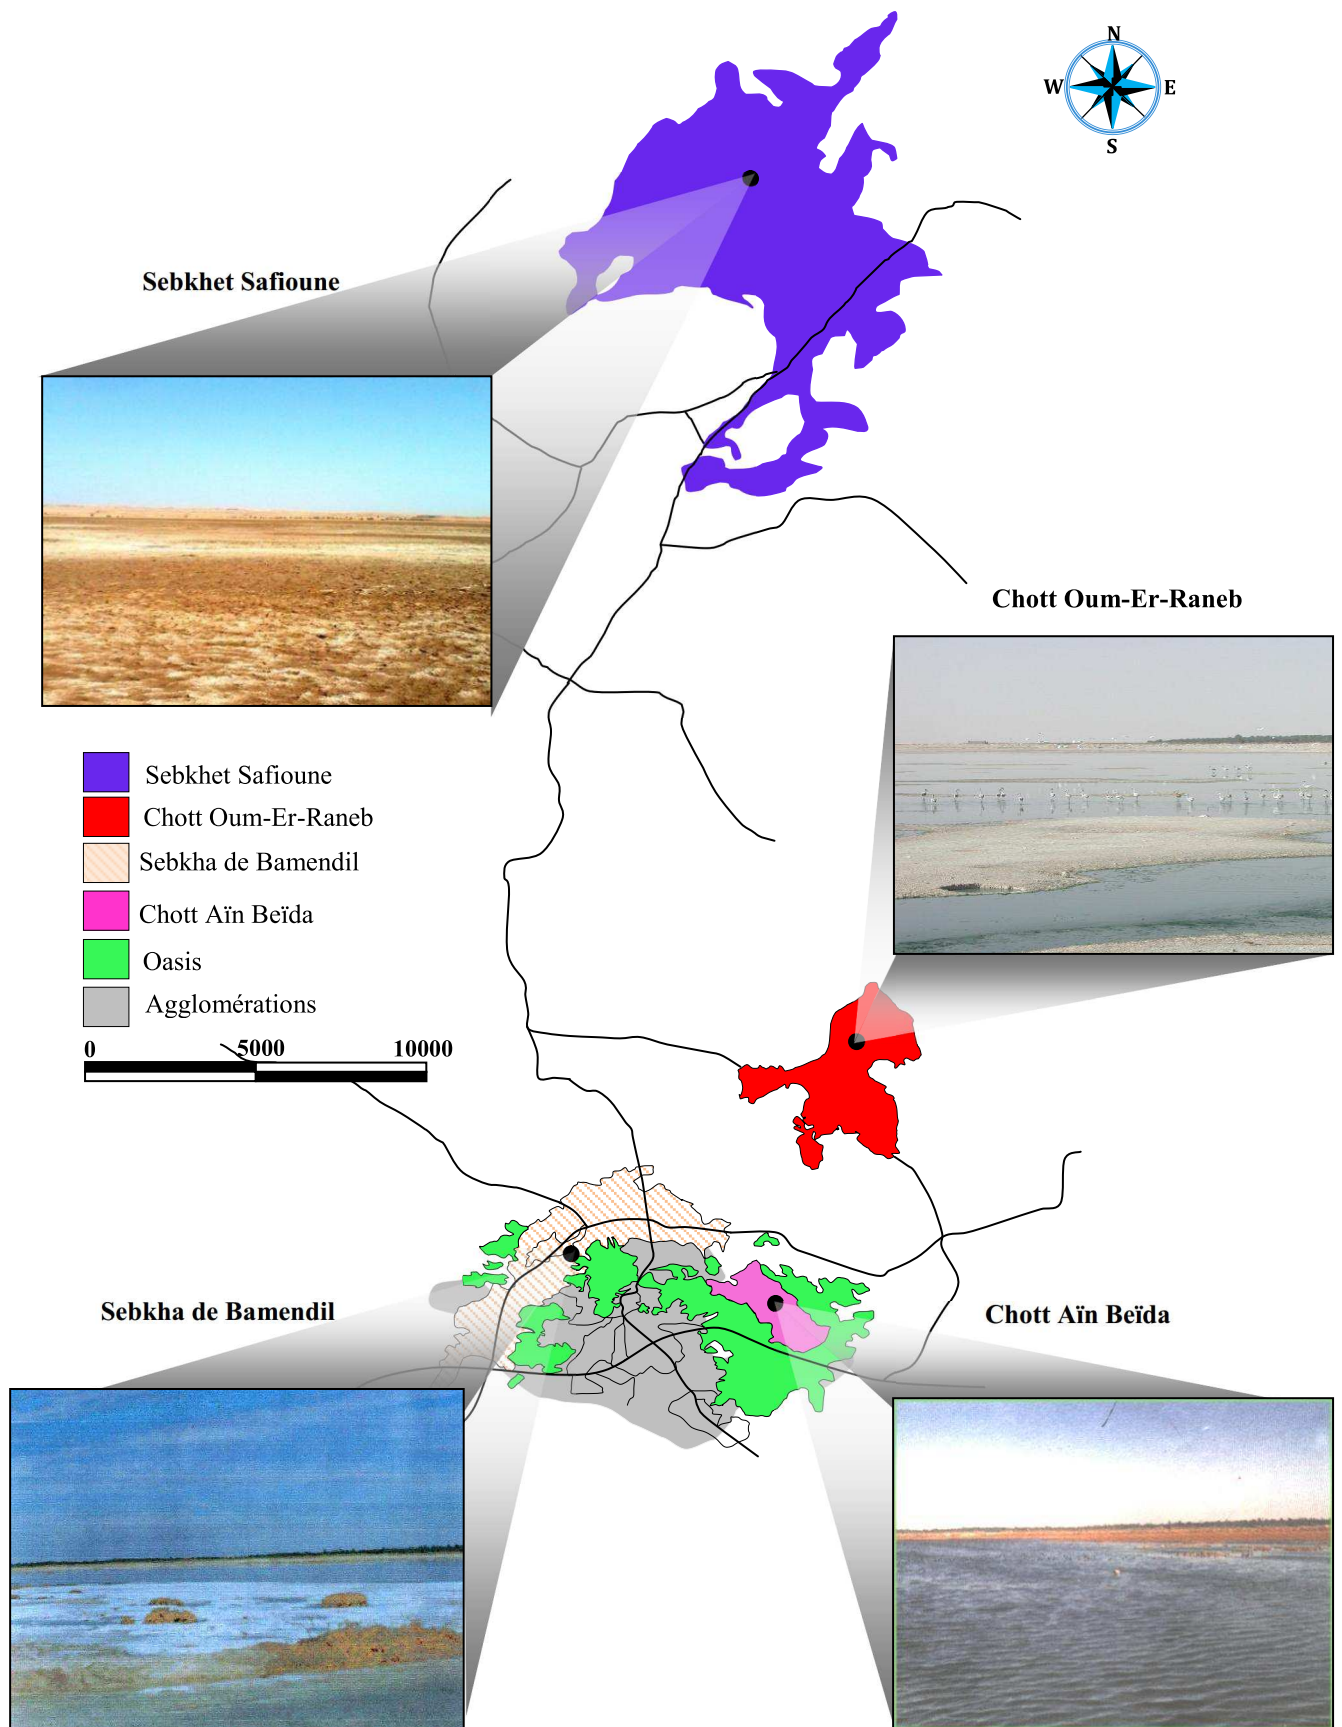 N
W E
S
Sebkhet Safioune
Chott Oum-Er-Raneb
Sebkhet Safioune
Chott Oum-Er-Raneb
Sebkha de Bamendil
Chott Aïn Beïda
Oasis
Agglomérations
0 5000 10000
Sebkha de Bamendil
Chott Aïn Beïda